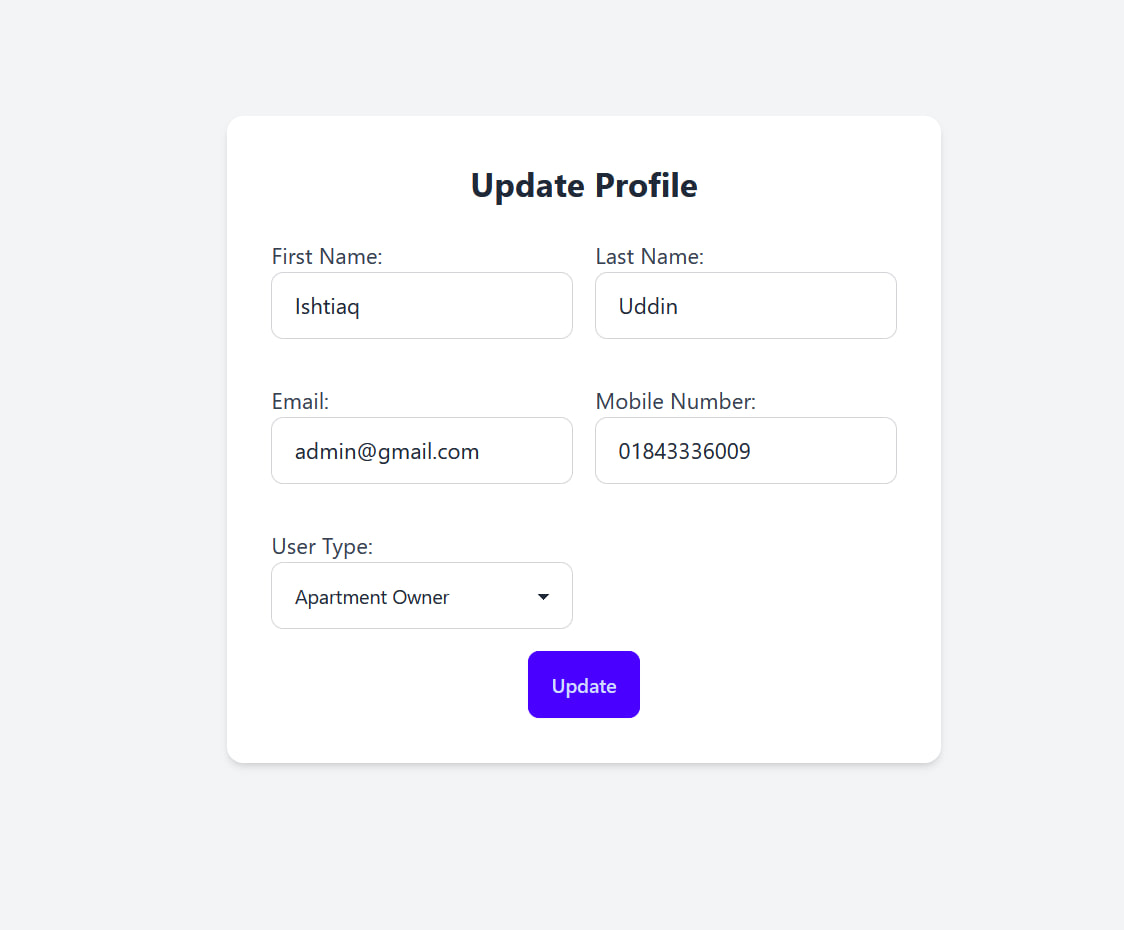 Update Profile
First Name:
Last Name:
Ishtiaq
Uddin
Email:
Mobile Number:
admin@gmail.com
01843336009
User Type:
Apartment Owner
Update